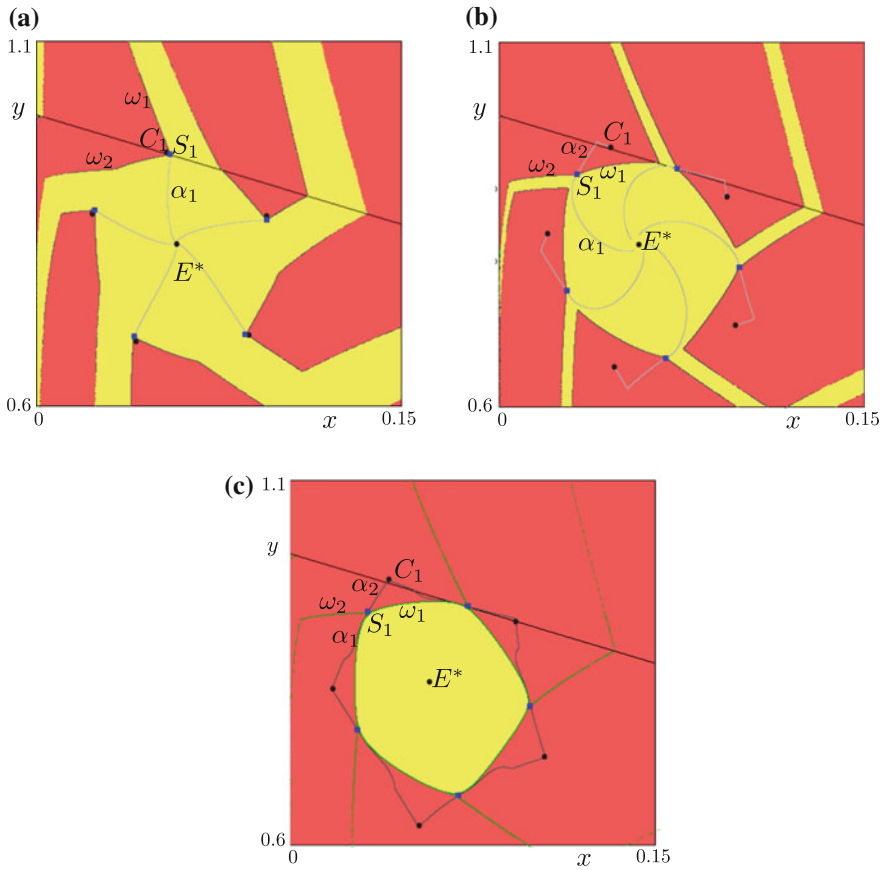 (a)
1.1
y
ω₁
C₁ S₁
ω₂
α₁
E*
0.6
0
x
0.15
(b)
1.1
y
C₁
α₂
ω₂
ω₁
S₁
α₁
E*
0.6
0
x
0.15
(c)
1.1
y
C₁
α₂
ω₂
ω₁
S₁
α₁
E*
0.6
0
x
0.15